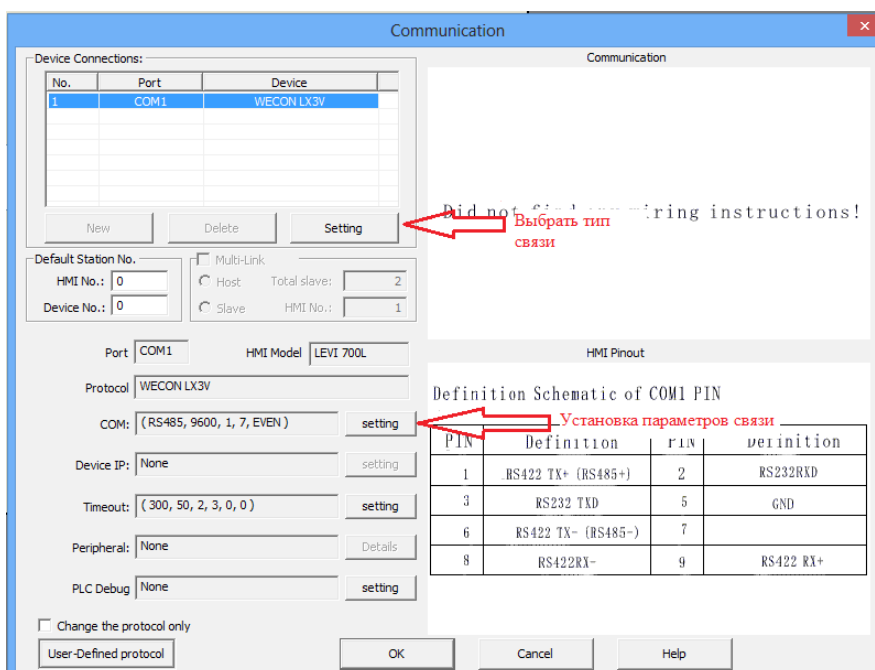 Communication
Device Connections:
No. Port Device
1 COM1 WECON LX3V
New Delete Setting
Выбрать тип
связи
Default Station No.
HMI No.: 0
Device No.: 0
Multi-Link
Host Total slave: 2
Slave HMI No.: 1
Port COM1 HMI Model LEVI 700L
Protocol WECON LX3V
COM: ( RS485, 9600, 1, 7, EVEN ) setting
Установка параметров связи
Device IP: None setting
Timeout: ( 300, 50, 2, 3, 0, 0 ) setting
Peripheral: None Details
PLC Debug None setting
Change the protocol only
User-Defined protocol OK Cancel Help
Communication
Did not find iring instructions!
HMI Pinout
Definition Schematic of COM1 PIN
PIN Definition PIN Definition
1 RS422 TX+ (RS485+) 2 RS232RXD
3 RS232 TXD 5 GND
6 RS422 TX- (RS485-) 7
8 RS422RX- 9 RS422 RX+